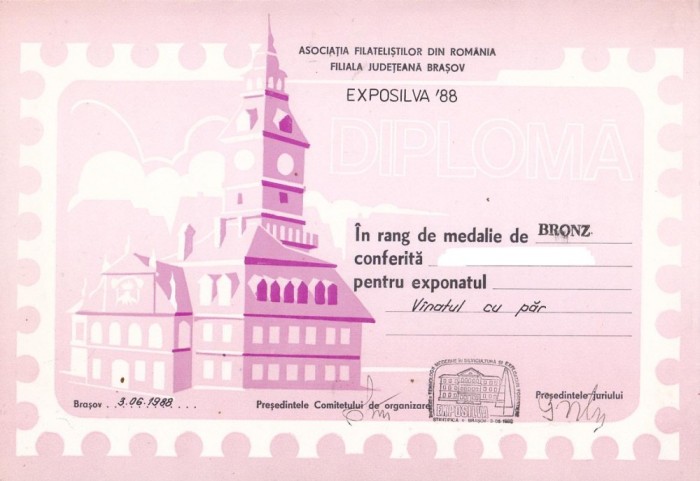 ASOCIAȚIA FILATELIȘTILOR DIN ROMÂNIA
FILIALA JUDEȚEANĂ BRAȘOV
EXPOSILVA '88
DIPLOMĂ
În rang de medalie de BRONZ
conferită
pentru exponatul
Vînatul cu păr
EXPOSILVA
Brașov 3.06.1988
Președintele Comitetului de organizare
Președintele Juriului